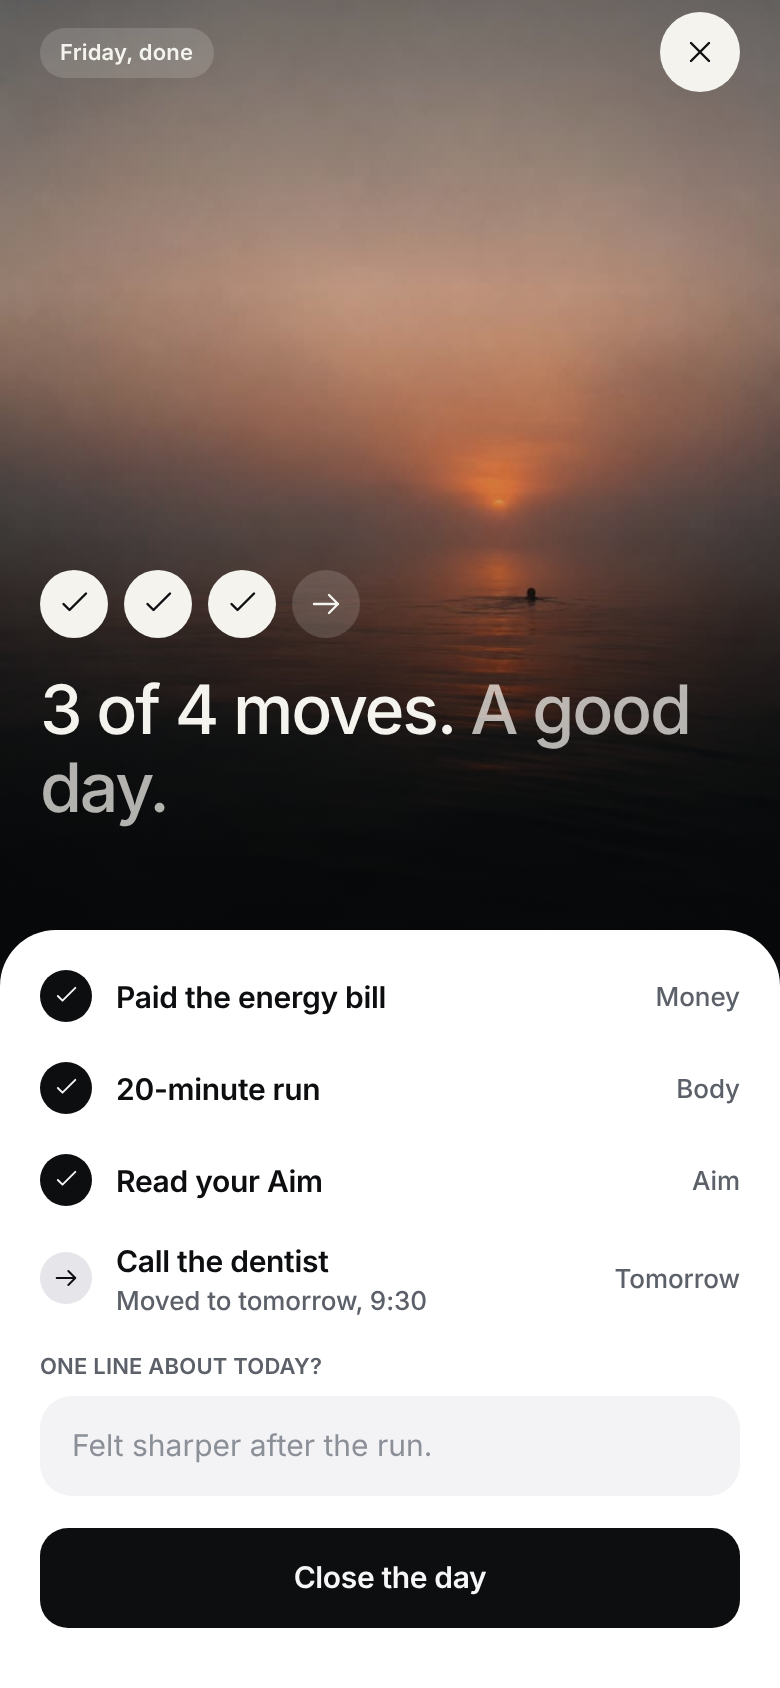 Friday, done
3 of 4 moves. A good
day.
Paid the energy bill
Money
20-minute run
Body
Read your Aim
Aim
Call the dentist
Moved to tomorrow, 9:30
Tomorrow
ONE LINE ABOUT TODAY?
Felt sharper after the run.
Close the day